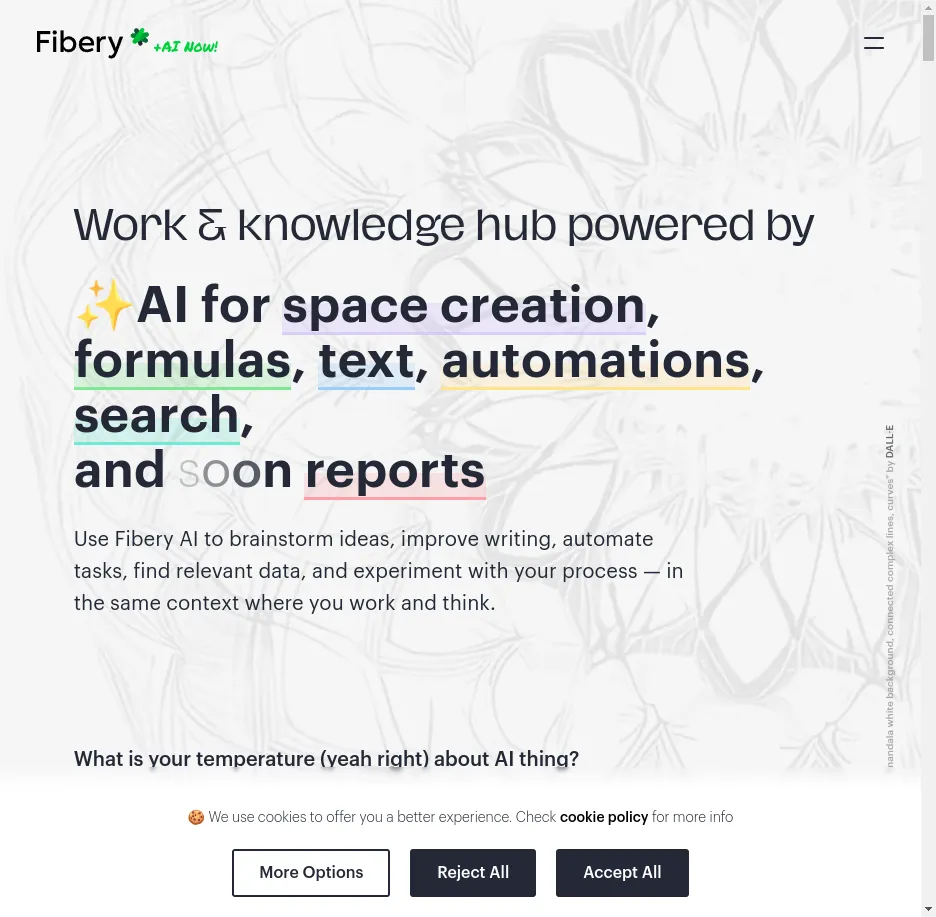 Fibery
+AI Now!
Work & knowledge hub powered by
✨AI for space creation,
formulas, text, automations,
search,
and soon reports
Use Fibery AI to brainstorm ideas, improve writing, automate
tasks, find relevant data, and experiment with your process — in
the same context where you work and think.
mandala white background, connected complex lines, curves" by DALL·E
What is your temperature (yeah right) about AI thing?
🍪 We use cookies to offer you a better experience. Check cookie policy for more info
More Options
Reject All
Accept All